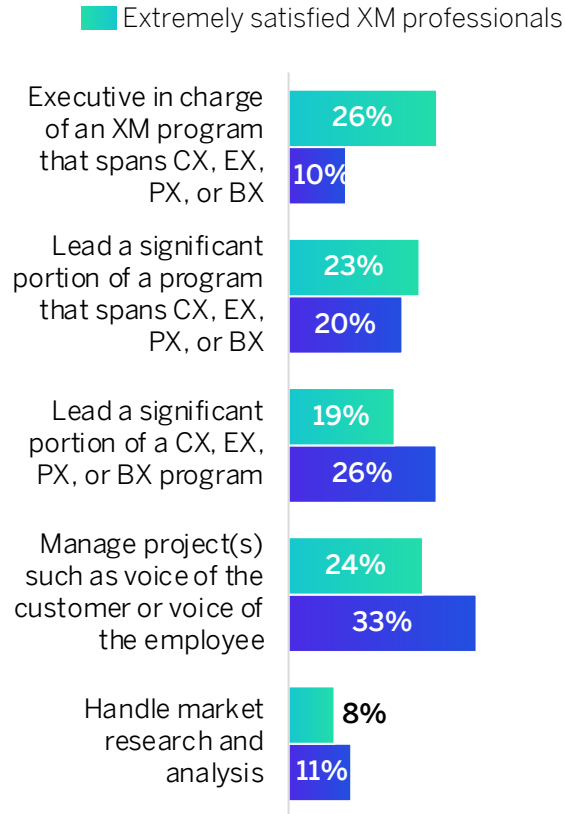 Extremely satisfied XM professionals
Executive in charge
of an XM program
that spans CX, EX,
PX, or BX
26%
10%
Lead a significant
portion of a program
that spans CX, EX,
PX, or BX
23%
20%
Lead a significant
portion of a CX, EX,
PX, or BX program
19%
26%
Manage project(s)
such as voice of the
customer or voice of
the employee
24%
33%
Handle market
research and
analysis
8%
11%